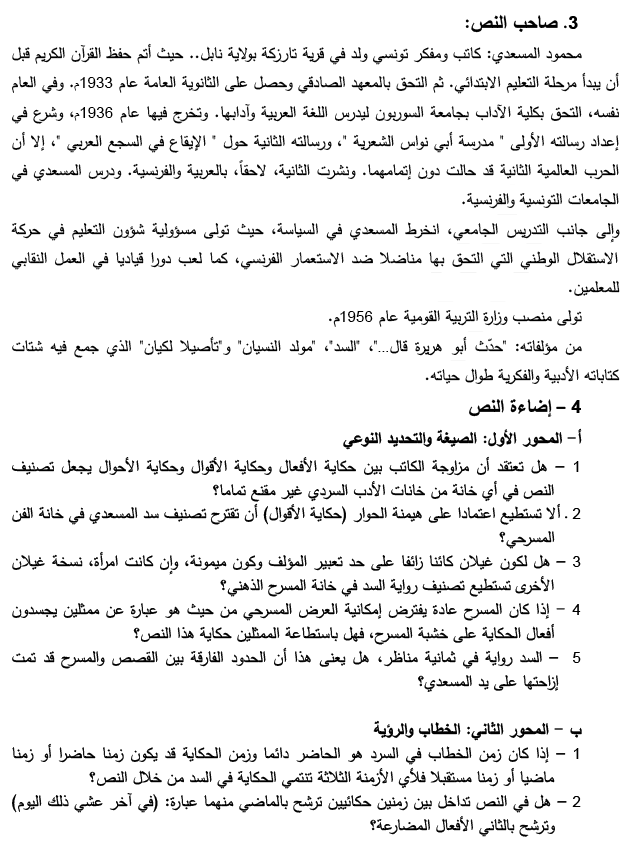 3. صاحب النص:
محمود المسعدي: كاتب ومفكر تونسي ولد في قرية تارزكة بولاية نابل.. حيث أتم حفظ القرآن الكريم قبل
أن يبدأ مرحلة التعليم الابتدائي. ثم التحق بالمعهد الصادقي وحصل على الثانوية العامة عام 1933م. وفي العام
نفسه، التحق بكلية الآداب بجامعة السوربون ليدرس اللغة العربية وآدابها. وتخرج فيها عام 1936م، وشرع في
إعداد رسالته الأولى " مدرسة أبي نواس الشعرية "، ورسالته الثانية حول " الإيقاع في السجع العربي "، إلا أن
الحرب العالمية الثانية قد حالت دون إتمامهما. ونشرت الثانية، لاحقاً، بالعربية والفرنسية. ودرس المسعدي في
الجامعات التونسية والفرنسية.
وإلى جانب التدريس الجامعي، انخرط المسعدي في السياسة، حيث تولى مسؤولية شؤون التعليم في حركة
الاستقلال الوطني التي التحق بها مناضلا ضد الاستعمار الفرنسي، كما لعب دورا قياديا في العمل النقابي
للمعلمين.
تولى منصب وزارة التربية القومية عام 1956م.
من مؤلفاته: "حدّث أبو هريرة قال..."، "السد"، "مولد النسيان" و"تأصيلا لكيان" الذي جمع فيه شتات
كتاباته الأدبية والفكرية طوال حياته.
4 – إضاءة النص
أ- المحور الأول: الصيغة والتحديد النوعي
1 – هل تعتقد أن مزاوجة الكاتب بين حكاية الأفعال وحكاية الأقوال وحكاية الأحوال يجعل تصنيف
النص في أي خانة من خانات الأدب السردي غير مقنع تماما؟
2 . ألا تستطيع اعتمادا على هيمنة الحوار (حكاية الأقوال) أن تقترح تصنيف سد المسعدي في خانة الفن
المسرحي؟
3 – هل لكون غيلان كائنا زائفا على حد تعبير المؤلف وكون ميمونة، وإن كانت امرأة، نسخة غيلان
الأخرى تستطيع تصنيف رواية السد في خانة المسرح الذهني؟
4 – إذا كان المسرح عادة يفترض إمكانية العرض المسرحي من حيث هو عبارة عن ممثلين يجسدون
أفعال الحكاية على خشبة المسرح، فهل باستطاعة الممثلين حكاية هذا النص؟
5 – السد رواية في ثمانية مناظر، هل يعنى هذا أن الحدود الفارقة بين القصص والمسرح قد تمت
إزاحتها على يد المسعدي؟
ب – المحور الثاني: الخطاب والرؤية
1 – إذا كان زمن الخطاب في السرد هو الحاضر دائما وزمن الحكاية قد يكون زمنا حاضرا أو زمنا
ماضيا أو زمنا مستقبلا فلأي الأزمنة الثلاثة تنتمي الحكاية في السد من خلال النص؟
2 – هل في النص تداخل بين زمنين حكائيين ترشح بالماضي منهما عبارة: (في آخر عشي ذلك اليوم)
وترشح بالثاني الأفعال المضارعة؟